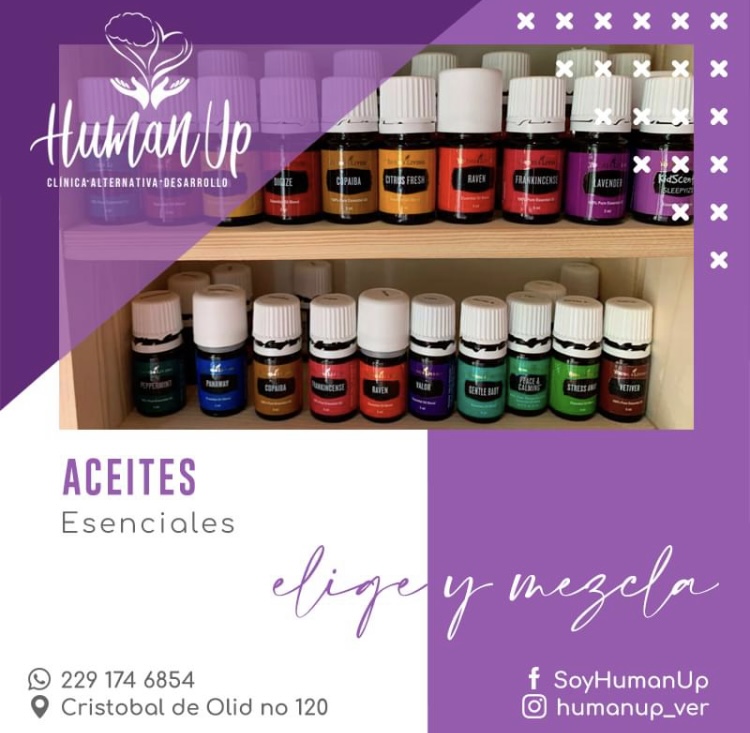 Human Up
CLÍNICA•ALTERNATIVA•DESARROLLO
DIGIZE
COPAIBA
CITRUS FRESH
RAVEN
FRANKINCENSE
LAVENDER
KidScents
SLEEPYIZE
PEPPERMINT
PANAWAY
COPAIBA
FRANKINCENSE
RAVEN
VALOR
GENTLE BABY
PEACE & CALMING
STRESS AWAY
VETIVER
ACEITES
Esenciales
elige y mezcla
229 174 6854
Cristobal de Olid no 120
SoyHumanUp
humanup_ver